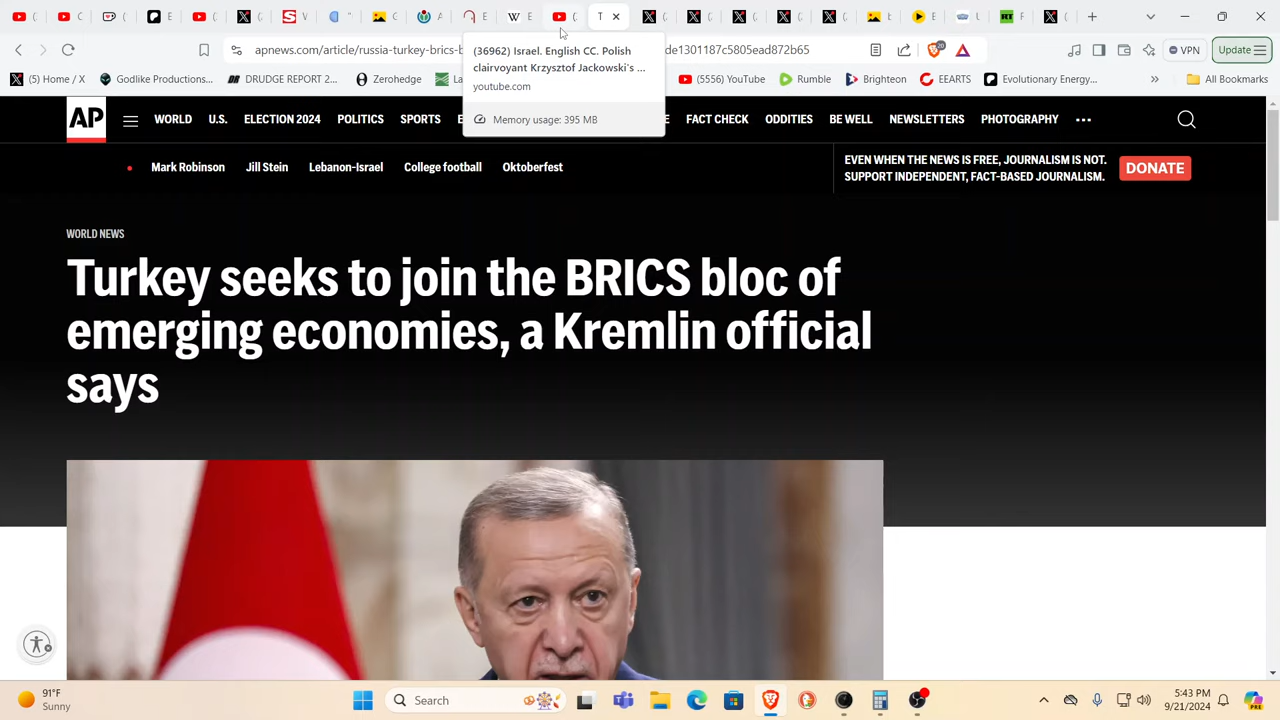 apnews.com/article/russia-turkey-brics-b
de1301187c5805ead872b65
20
VPN
Update
(36962) Israel. English CC. Polish
clairvoyant Krzysztof Jackowski's ...
youtube.com
Memory usage: 395 MB
(5) Home / X
Godlike Productions...
DRUDGE REPORT 2...
Zerohedge
(5555) YouTube
Rumble
Brighteon
EEARTS
Evolutionary Energy...
All Bookmarks
AP
WORLD
U.S.
ELECTION 2024
POLITICS
SPORTS
FACT CHECK
ODDITIES
BE WELL
NEWSLETTERS
PHOTOGRAPHY
Mark Robinson
Jill Stein
Lebanon-Israel
College football
Oktoberfest
EVEN WHEN THE NEWS IS FREE, JOURNALISM IS NOT.
SUPPORT INDEPENDENT, FACT-BASED JOURNALISM.
DONATE
WORLD NEWS
Turkey seeks to join the BRICS bloc of
emerging economies, a Kremlin official
says
91°F
Sunny
Search
5:43 PM
9/21/2024